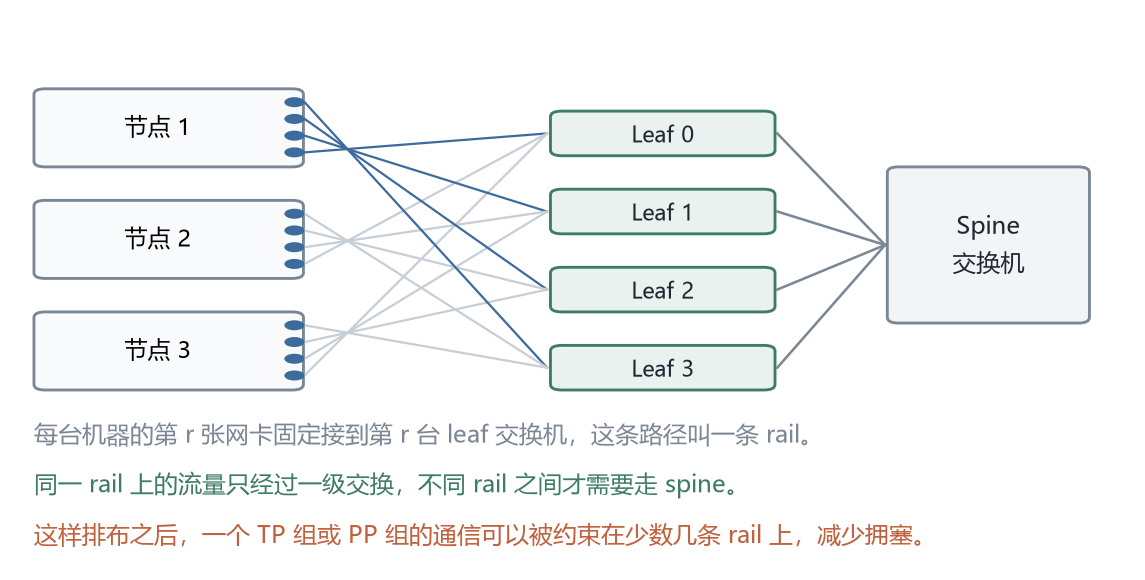 节点 1
节点 2
节点 3
Leaf 0
Leaf 1
Leaf 2
Leaf 3
Spine
交换机
每台机器的第 r 张网卡固定接到第 r 台 leaf 交换机，这条路径叫一条 rail。
同一 rail 上的流量只经过一级交换，不同 rail 之间才需要走 spine。
这样排布之后，一个 TP 组或 PP 组的通信可以被约束在少数几条 rail 上，减少拥塞。